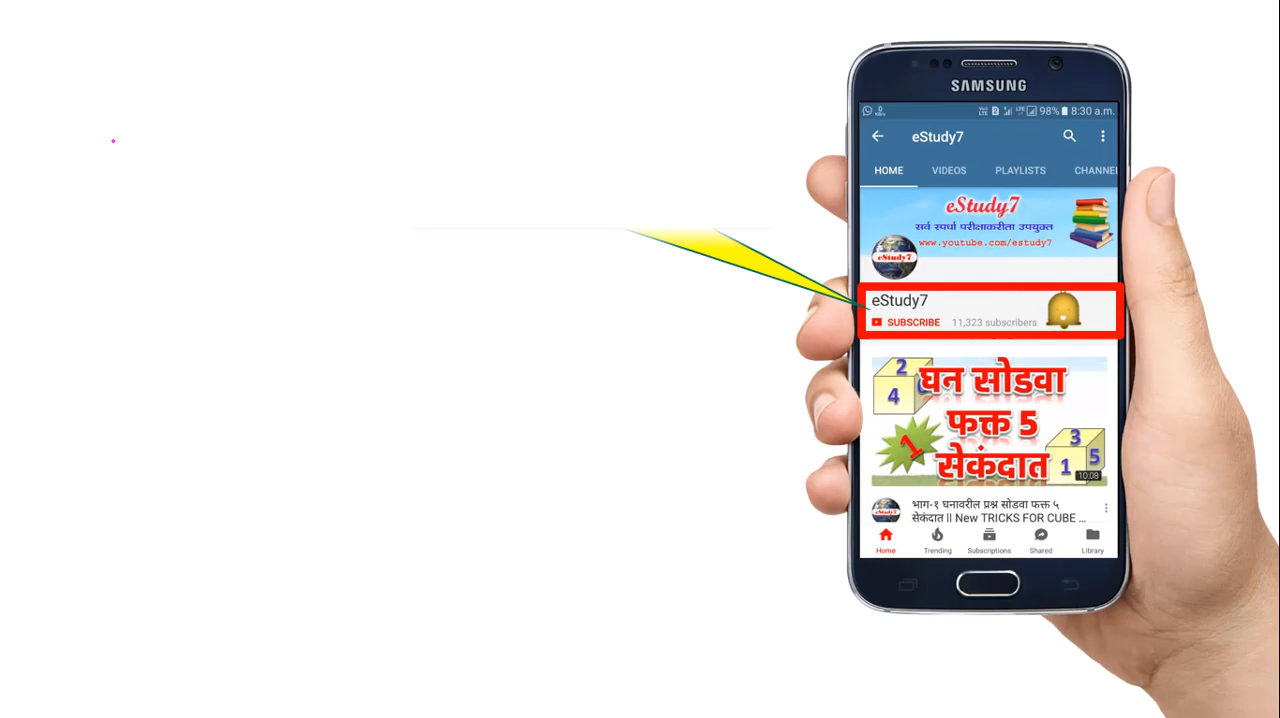 SAMSUNG
98% 8:30 a.m.
eStudy7
HOME VIDEOS PLAYLISTS CHANNEL
eStudy7
सर्व स्पर्धा परीक्षाकरीता उपयुक्त
www.youtube.com/estudy7
eStudy7
eStudy7
SUBSCRIBE 11,323 subscribers
2
4
घन सोडवा
फक्त 5
1
सेकंदात
3
1 5
10:08
eStudy7
भाग-१ घनावरील प्रश्न सोडवा फक्त ५
सेकंदात || New TRICKS FOR CUBE ...
Home Trending Subscriptions Shared Library